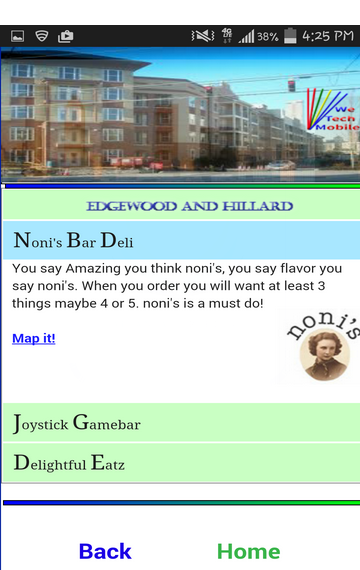 38% 4:25 PM
We
Tech
Mobile
EDGEWOOD AND HILLARD
Noni's Bar Deli
You say Amazing you think noni's, you say flavor you
say noni's. When you order you will want at least 3
things maybe 4 or 5. noni's is a must do!
Map it!
noni's
Joystick Gamebar
Delightful Eatz
Back Home